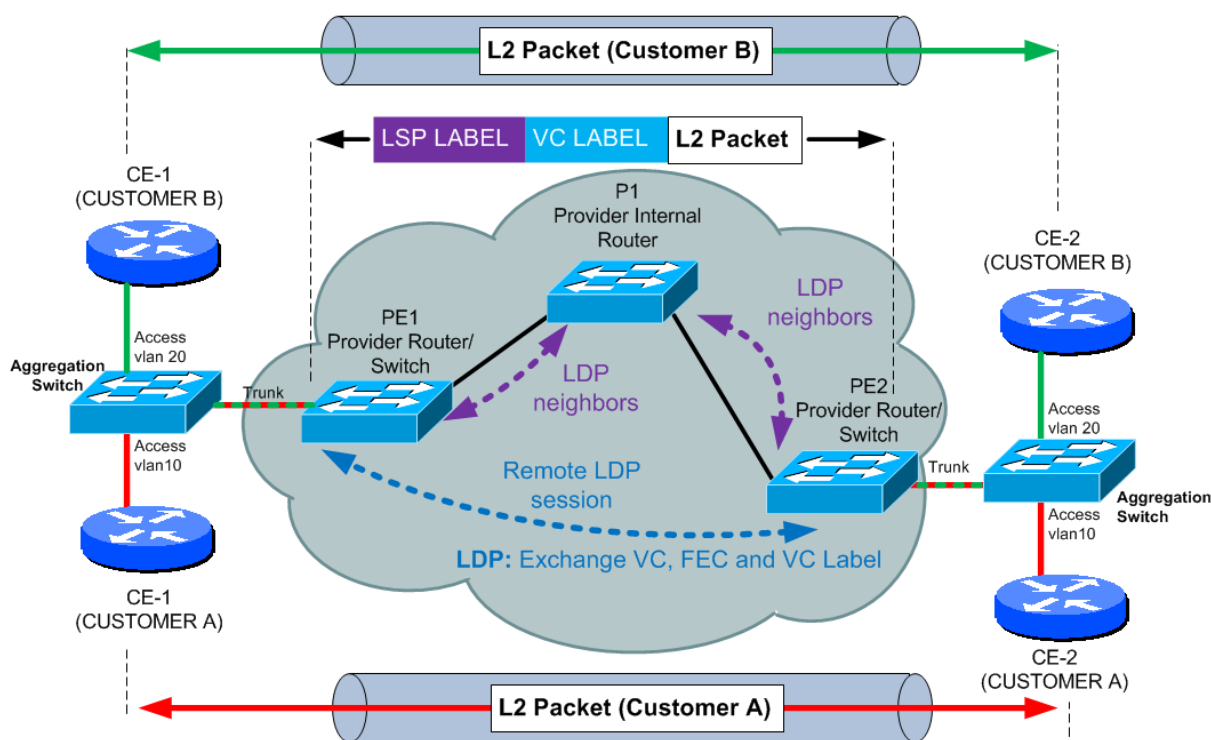 L2 Packet (Customer B)
LSP LABEL
VC LABEL
L2 Packet
CE-1
(CUSTOMER B)
P1
Provider Internal
Router
CE-2
(CUSTOMER B)
LDP
neighbors
PE1
Provider Router/
Switch
Access
vlan 20
Aggregation
Switch
Trunk
LDP
neighbors
PE2
Provider Router/
Switch
Access
vlan 20
Access
vlan10
Remote LDP
session
Trunk
Aggregation
Switch
Access
vlan10
LDP: Exchange VC, FEC and VC Label
CE-1
(CUSTOMER A)
CE-2
(CUSTOMER A)
L2 Packet (Customer A)